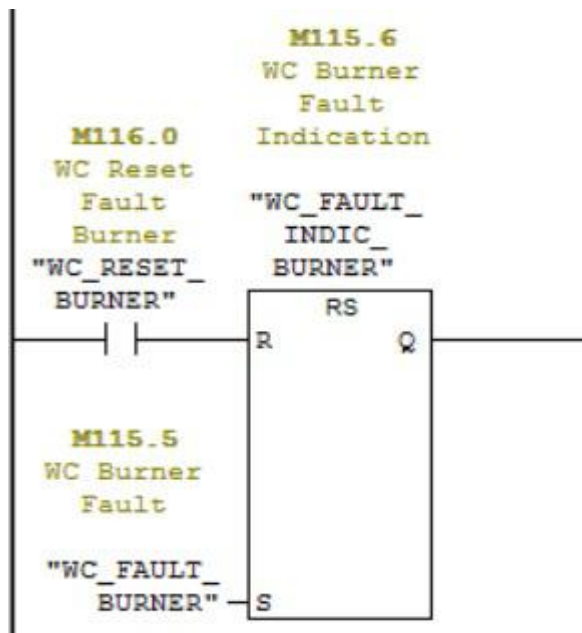 M115.6
WC Burner
Fault
Indication
"WC_FAULT_
INDIC_
BURNER"
M116.0
WC Reset
Fault
Burner
"WC_RESET_
BURNER"
RS
R
Q
M115.5
WC Burner
Fault
"WC_FAULT_
BURNER"
S